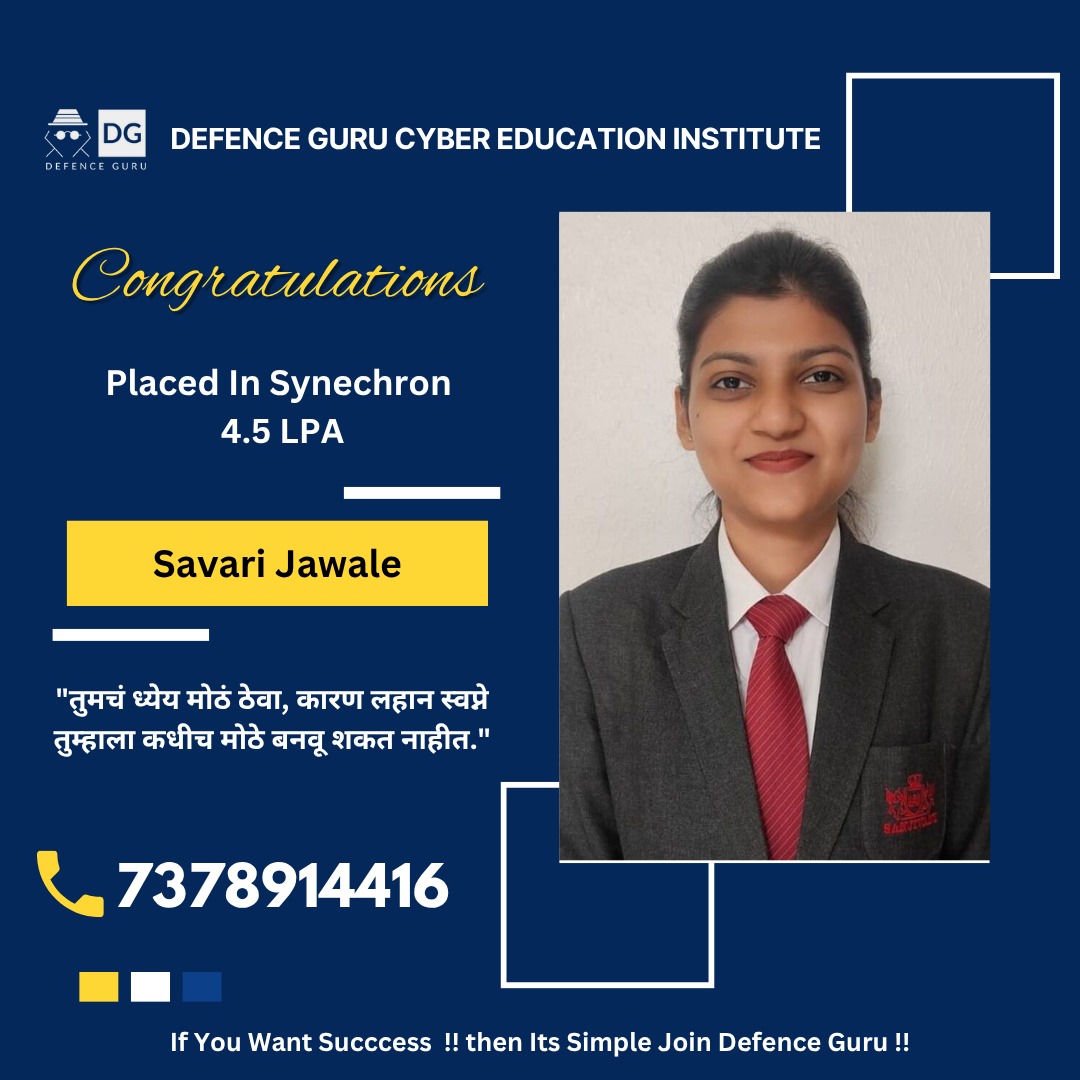 DG
DEFENCE GURU
DEFENCE GURU CYBER EDUCATION INSTITUTE
Congratulations
Placed In Synechron
4.5 LPA
Savari Jawale
"तुमचं ध्येय मोठं ठेवा, कारण लहान स्वप्ने
तुम्हाला कधीच मोठे बनवू शकत नाहीत."
7378914416
If You Want Succcess !! then Its Simple Join Defence Guru !!